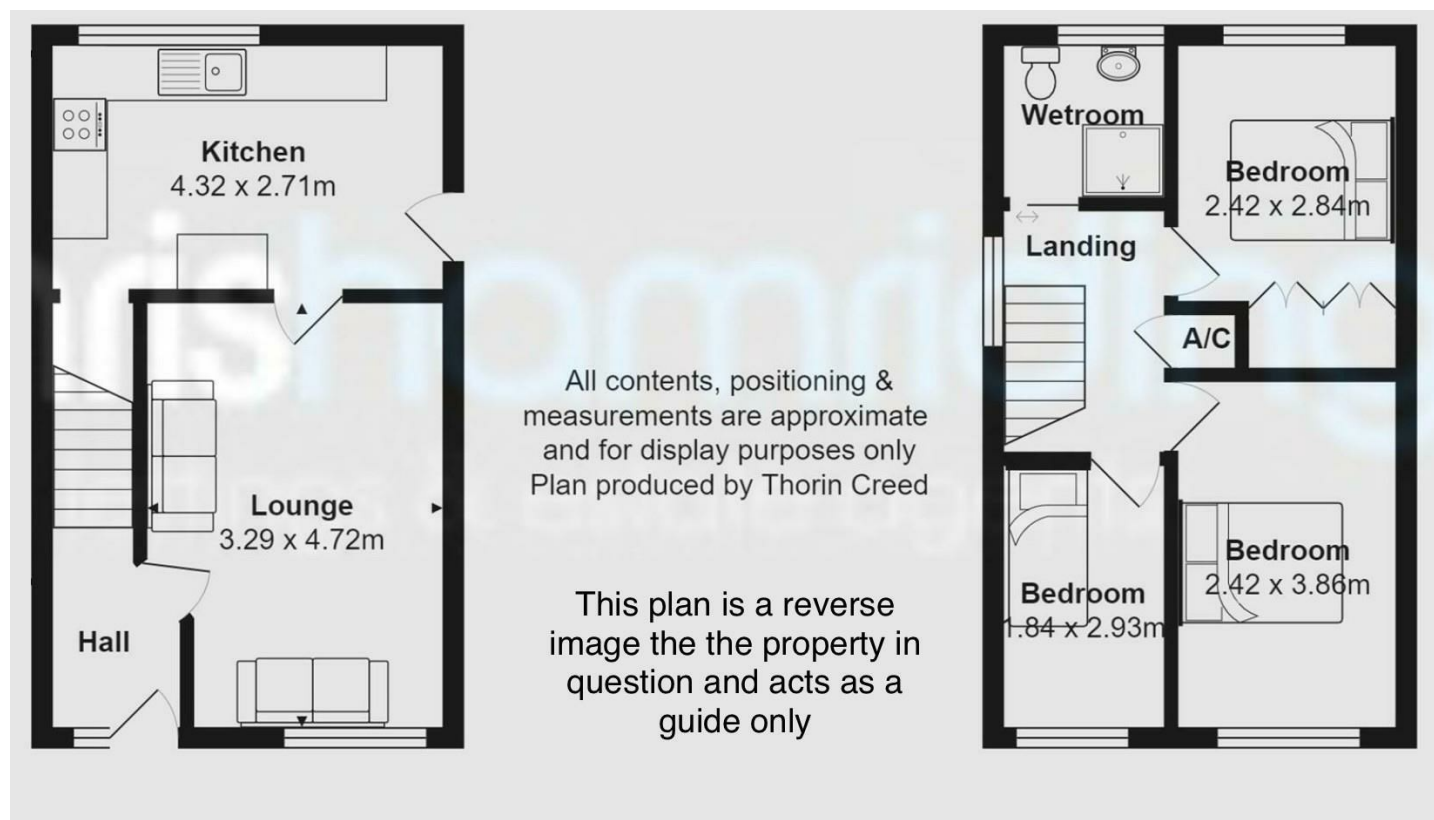 Kitchen
4.32 x 2.71m
Lounge
3.29 x 4.72m
Hall
All contents, positioning &
measurements are approximate
and for display purposes only
Plan produced by Thorin Creed
This plan is a reverse
image the the property in
question and acts as a
guide only
Wetroom
Bedroom
2.42 x 2.84m
Landing
A/C
Bedroom
2.42 x 3.86m
Bedroom
1.84 x 2.93m